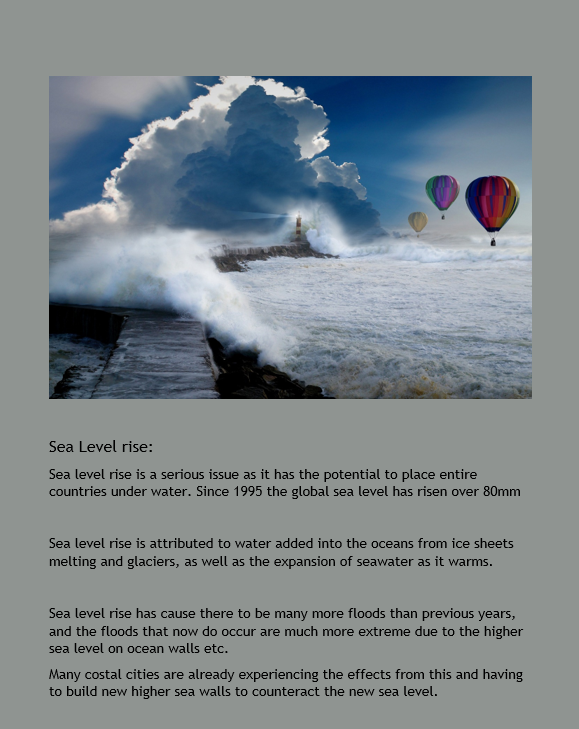 Sea Level rise:
Sea level rise is a serious issue as it has the potential to place entire
countries under water. Since 1995 the global sea level has risen over 80mm
Sea level rise is attributed to water added into the oceans from ice sheets
melting and glaciers, as well as the expansion of seawater as it warms.
Sea level rise has cause there to be many more floods than previous years,
and the floods that now do occur are much more extreme due to the higher
sea level on ocean walls etc.
Many costal cities are already experiencing the effects from this and having
to build new higher sea walls to counteract the new sea level.